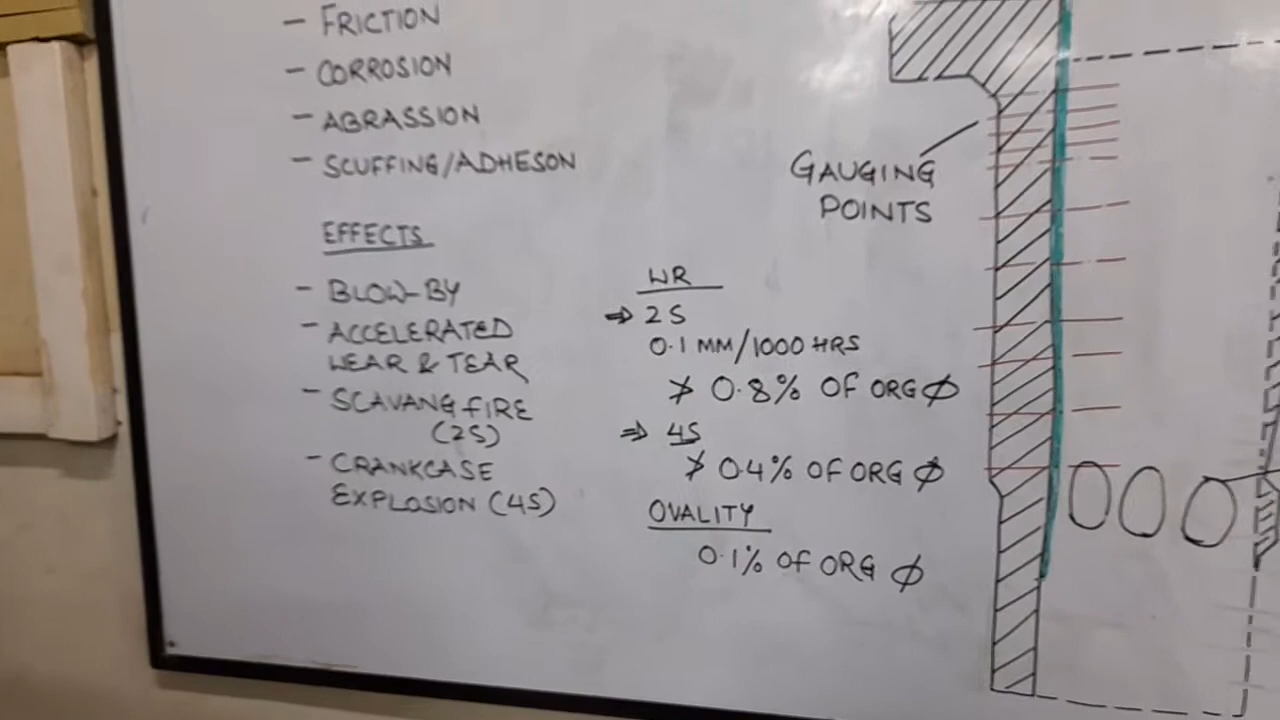 - FRICTION
- CORROSION
- ABRASSION
- SCUFFING/ADHESON
EFFECTS
- BLOW-BY
- ACCELERATED
WEAR & TEAR
- SCAVANG FIRE
(2S)
- CRANKCASE
EXPLOSION (4S)
WR
⇒ 2S
0.1 MM/1000 HRS
≯ 0.8% OF ORG ϕ
⇒ 4S
≯ 0.4% OF ORG ϕ
OVALITY
0.1% OF ORG ϕ
GAUGING
POINTS